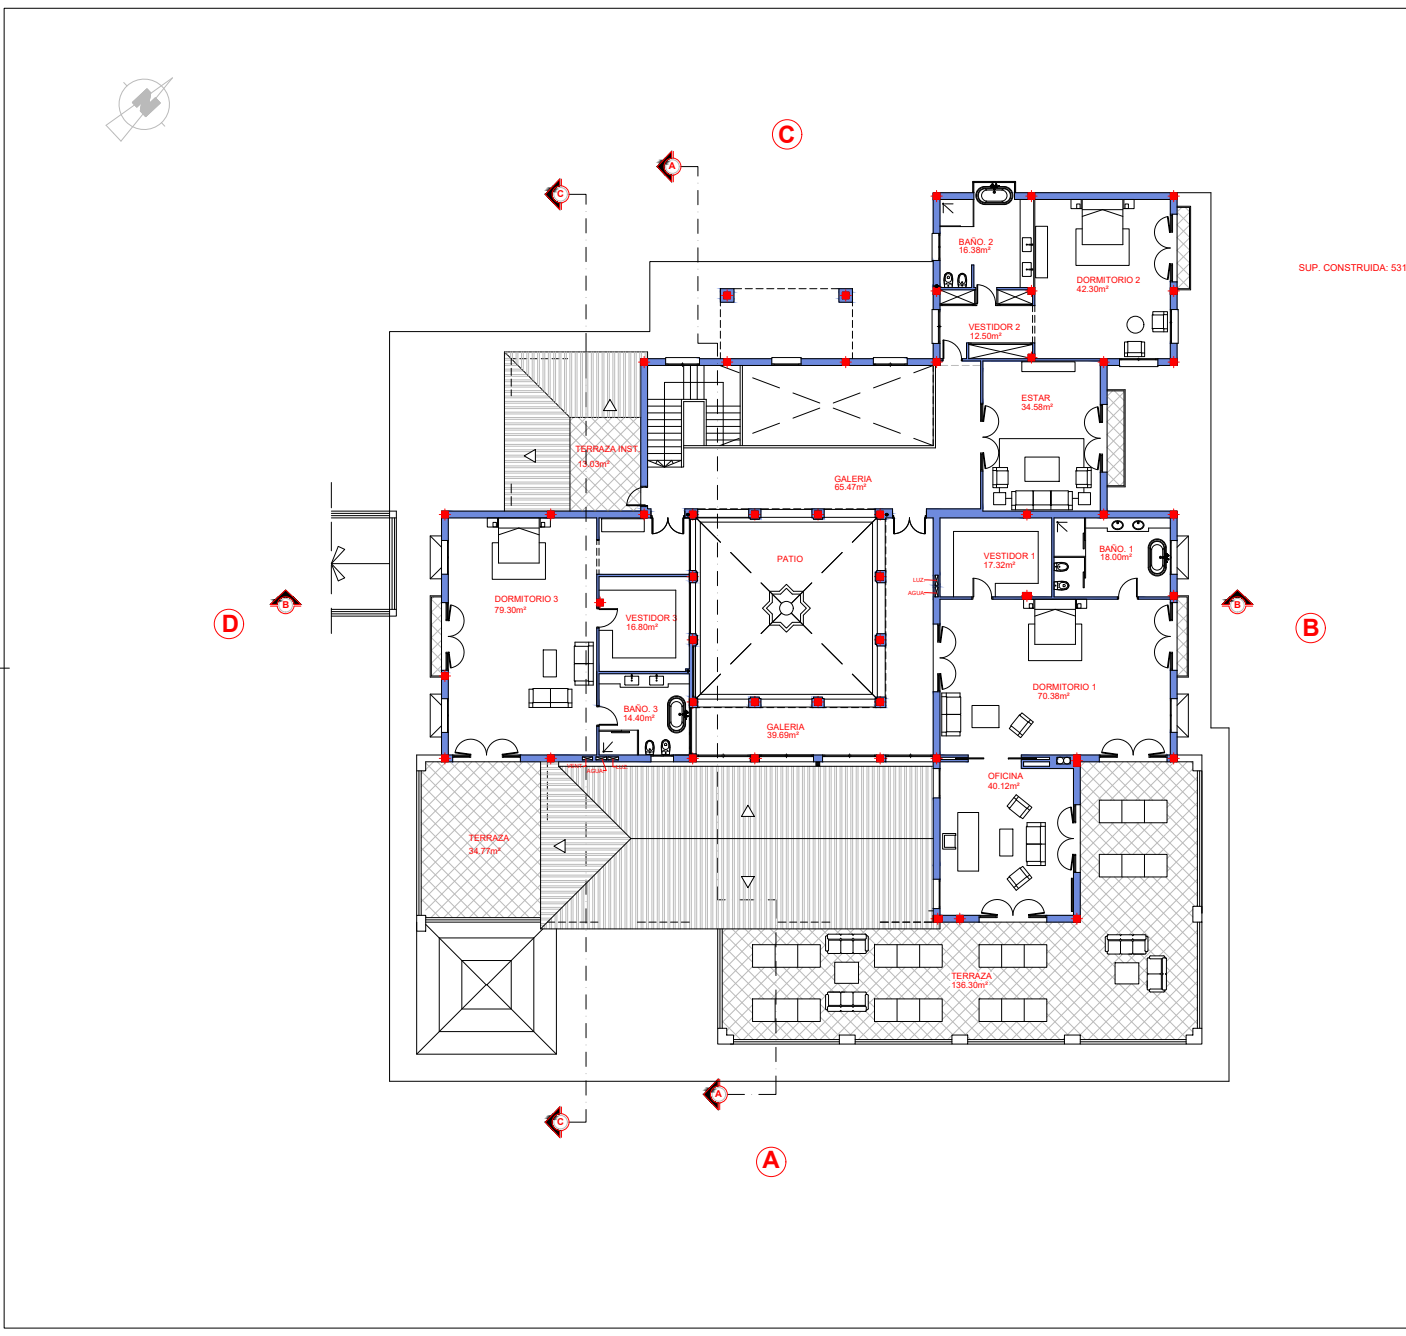 N
C
A
C
BAÑO. 2
16.38m²
SUP. CONSTRUIDA: 531
DORMITORIO 2
42.30m²
VESTIDOR 2
12.50m²
ESTAR
34.58m²
TERRAZA INST.
13.03m²
GALERIA
65.47m²
PATIO
VESTIDOR 1
17.32m²
BAÑO. 1
18.00m²
LUZ
AGUA
DORMITORIO 3
79.30m²
B
B
D
B
VESTIDOR 3
16.80m²
DORMITORIO 1
70.38m²
BAÑO. 3
14.40m²
GALERIA
39.69m²
VENT.
AGUA
LUZ
OFICINA
40.12m²
TERRAZA
34.77m²
TERRAZA
136.30m²
A
C
A